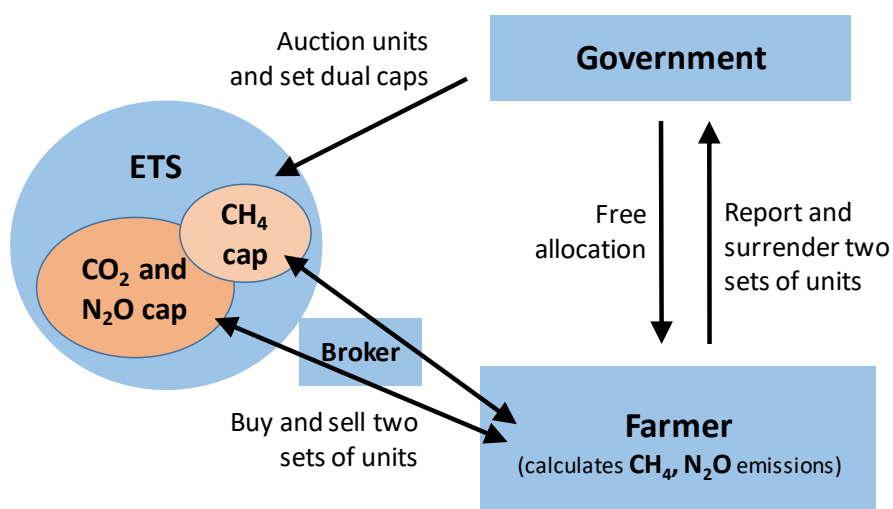 Auction units
and set dual caps
Government
ETS
CH₄
cap
CO₂ and
N₂O cap
Free
allocation
Report and
surrender two
sets of units
Broker
Buy and sell two
sets of units
Farmer
(calculates CH₄, N₂O emissions)